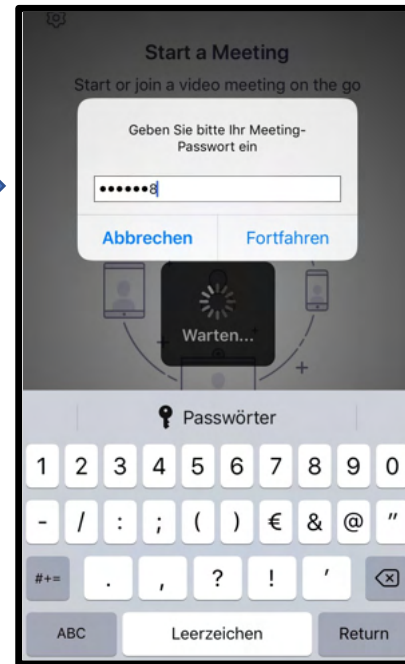 Start a Meeting
Start or join a video meeting on the go
Geben Sie bitte Ihr Meeting-
Passwort ein
••••••8
Abbrechen Fortfahren
Warten...
Passwörter
1 2 3 4 5 6 7 8 9 0
- / : ; ( ) € & @ "
#+= . , ? ! '
ABC Leerzeichen Return